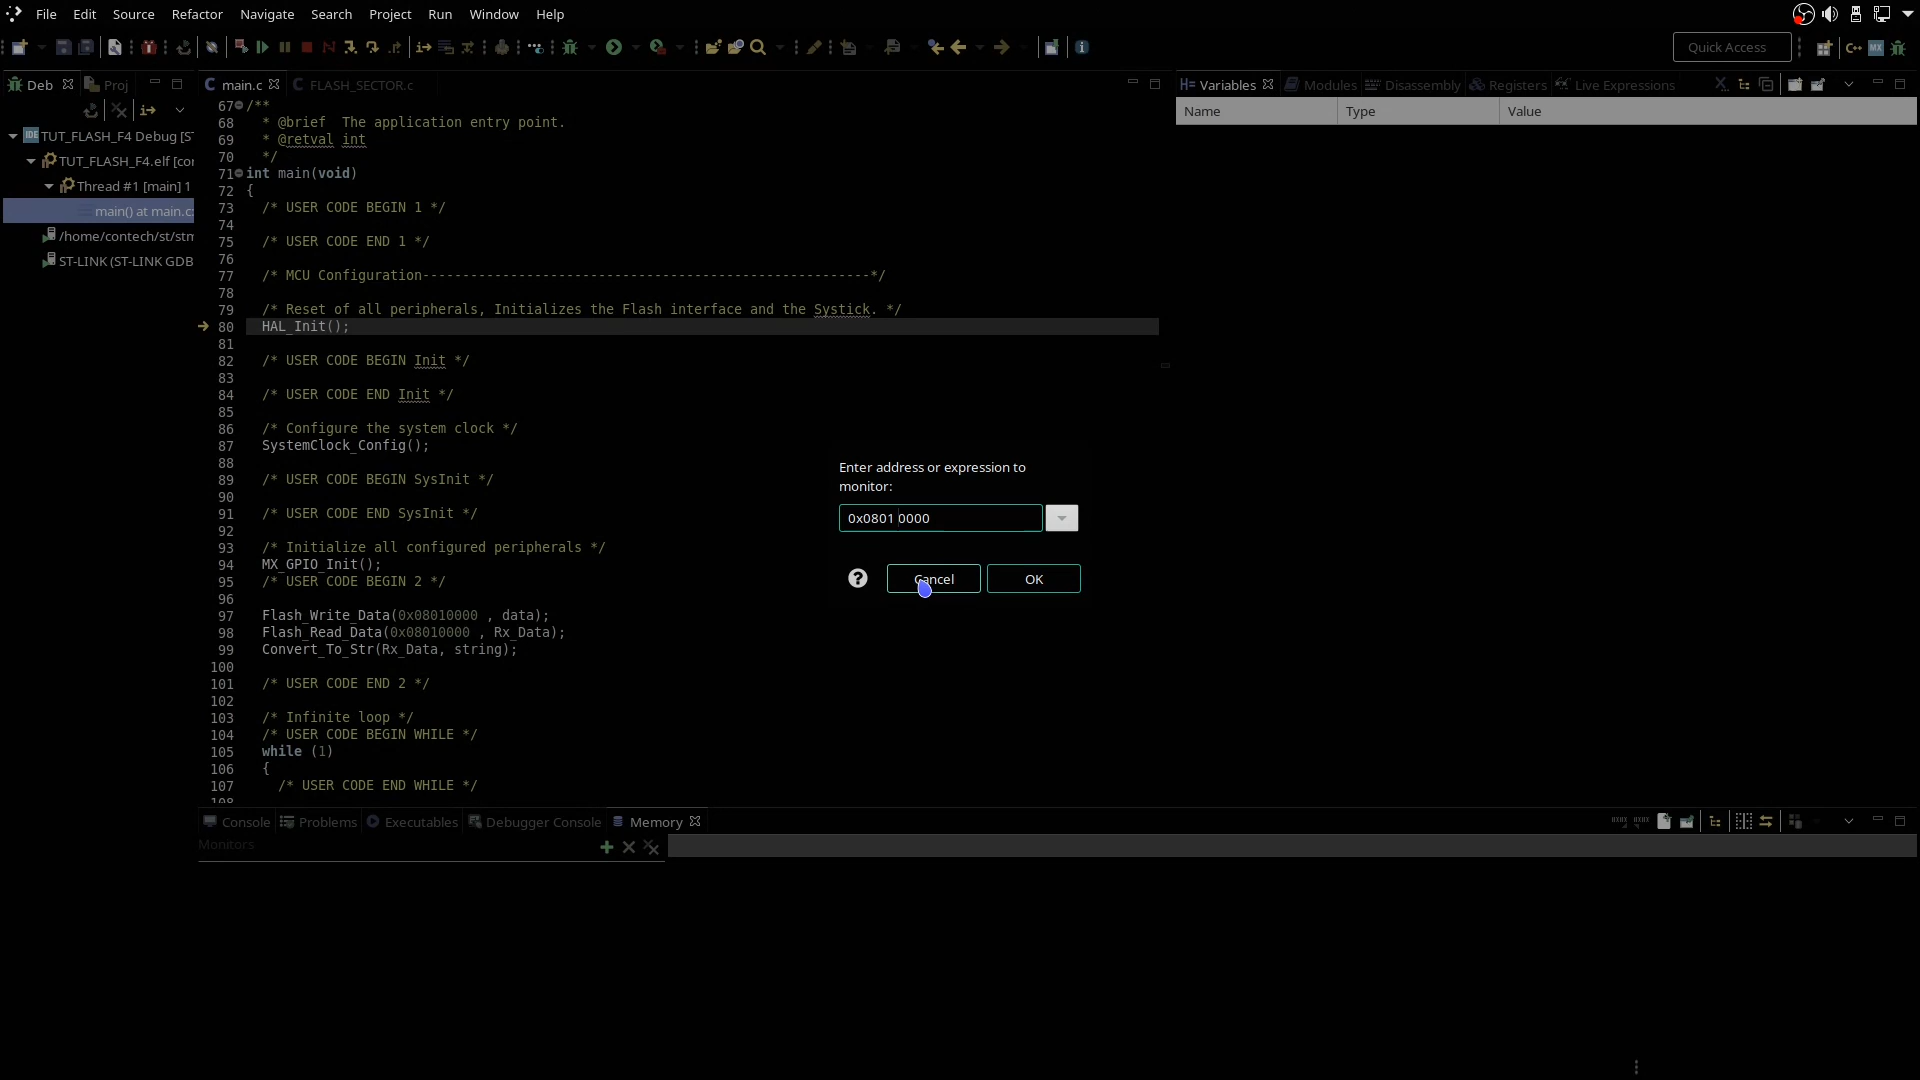 File Edit Source Refactor Navigate Search Project Run Window Help
Quick Access
Deb Proj
main.c FLASH_SECTOR.c
Variables Modules Disassembly Registers Live Expressions
Name Type Value
TUT_FLASH_F4 Debug [ST
TUT_FLASH_F4.elf [cor
Thread #1 [main] 1
main() at main.c:
/home/contech/st/stm
ST-LINK (ST-LINK GDB
67 /**
68 * @brief The application entry point.
69 * @retval int
70 */
71 int main(void)
72 {
73 /* USER CODE BEGIN 1 */
74
75 /* USER CODE END 1 */
76
77 /* MCU Configuration--------------------------------------------------------*/
78
79 /* Reset of all peripherals, Initializes the Flash interface and the Systick. */
80 HAL_Init();
81
82 /* USER CODE BEGIN Init */
83
84 /* USER CODE END Init */
85
86 /* Configure the system clock */
87 SystemClock_Config();
88
89 /* USER CODE BEGIN SysInit */
90
91 /* USER CODE END SysInit */
92
93 /* Initialize all configured peripherals */
94 MX_GPIO_Init();
95 /* USER CODE BEGIN 2 */
96
97 Flash_Write_Data(0x08010000 , data);
98 Flash_Read_Data(0x08010000 , Rx_Data);
99 Convert_To_Str(Rx_Data, string);
100
101 /* USER CODE END 2 */
102
103 /* Infinite loop */
104 /* USER CODE BEGIN WHILE */
105 while (1)
106 {
107 /* USER CODE END WHILE */
108
Enter address or expression to
monitor:
0x0801 0000
Cancel OK
Console Problems Executables Debugger Console Memory
Monitors